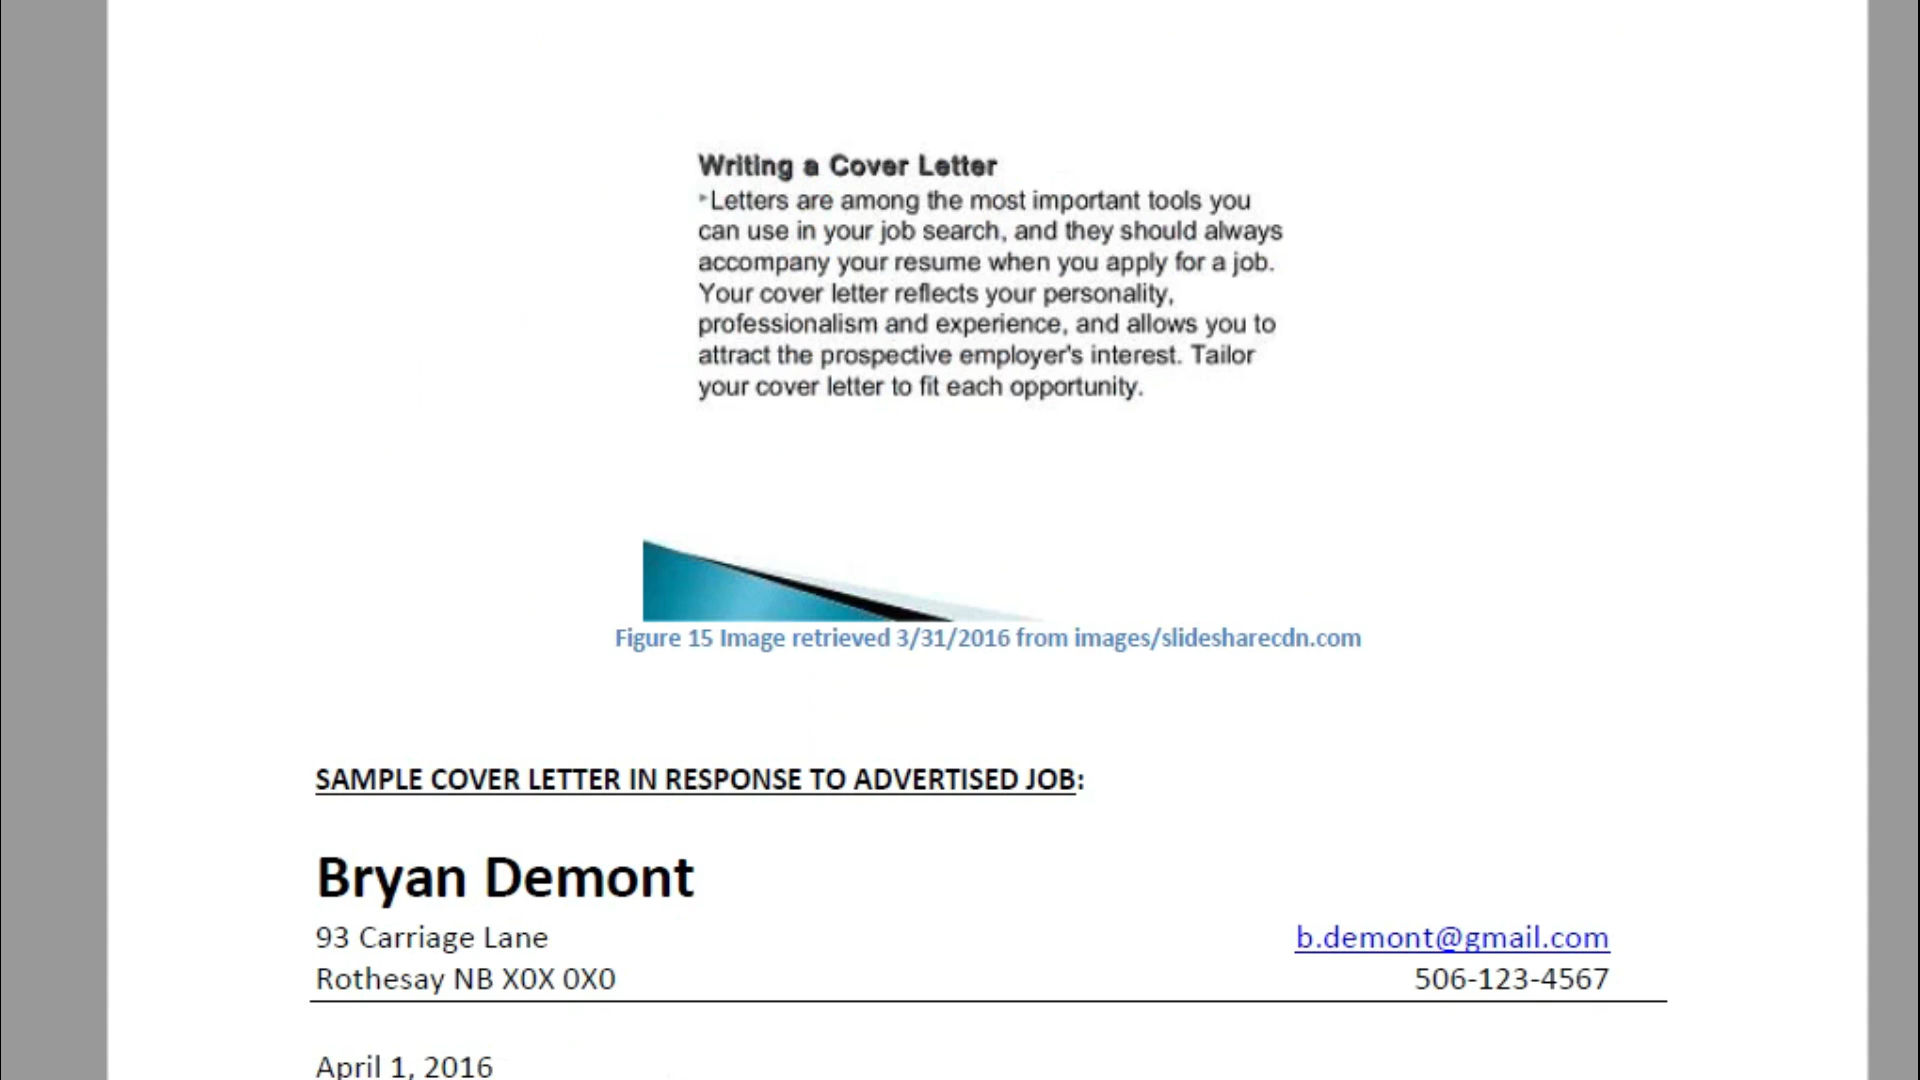 Writing a Cover Letter
‣Letters are among the most important tools you
can use in your job search, and they should always
accompany your resume when you apply for a job.
Your cover letter reflects your personality,
professionalism and experience, and allows you to
attract the prospective employer's interest. Tailor
your cover letter to fit each opportunity.
Figure 15 Image retrieved 3/31/2016 from images/slidesharecdn.com
SAMPLE COVER LETTER IN RESPONSE TO ADVERTISED JOB:
Bryan Demont
93 Carriage Lane b.demont@gmail.com
Rothesay NB X0X 0X0 506-123-4567
April 1, 2016